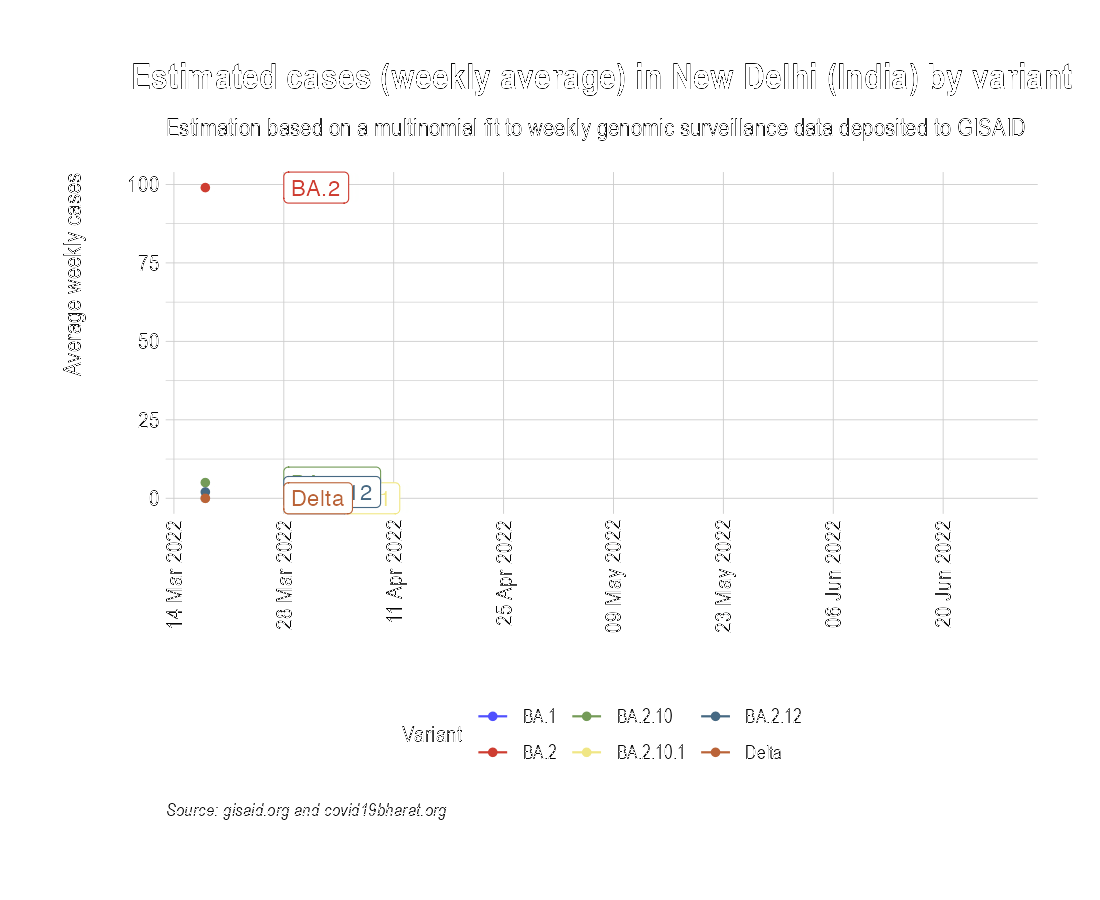 Estimated cases (weekly average) in New Delhi (India) by variant
Estimation based on a multinomial fit to weekly genomic surveillance data deposited to GISAID
Average weekly cases
100
75
50
25
0
BA.2
12
1
Delta
14 Mar 2022
28 Mar 2022
11 Apr 2022
25 Apr 2022
09 May 2022
23 May 2022
06 Jun 2022
20 Jun 2022
Variant
BA.1
BA.2.10
BA.2.12
BA.2
BA.2.10.1
Delta
Source: gisaid.org and covid19bharat.org